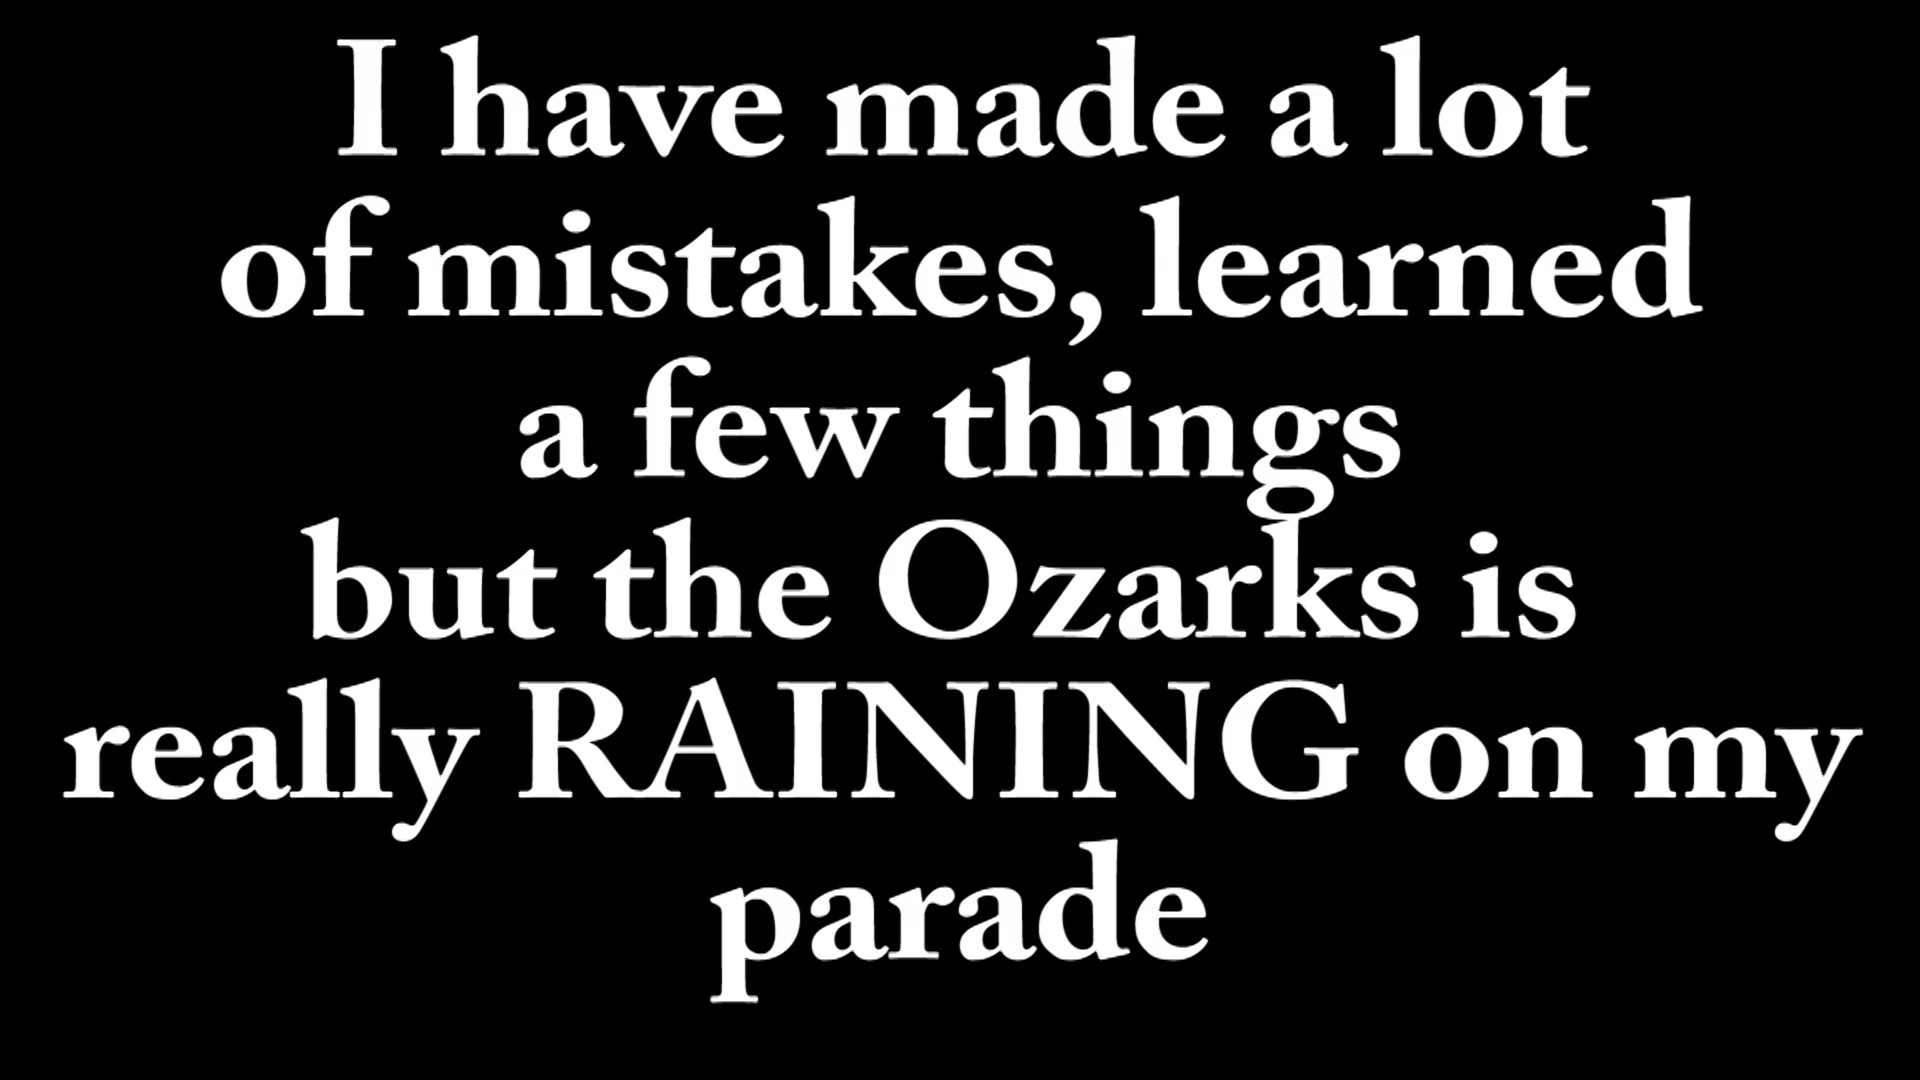 I have made a lot
of mistakes, learned
a few things
but the Ozarks is
really RAINING on my
parade